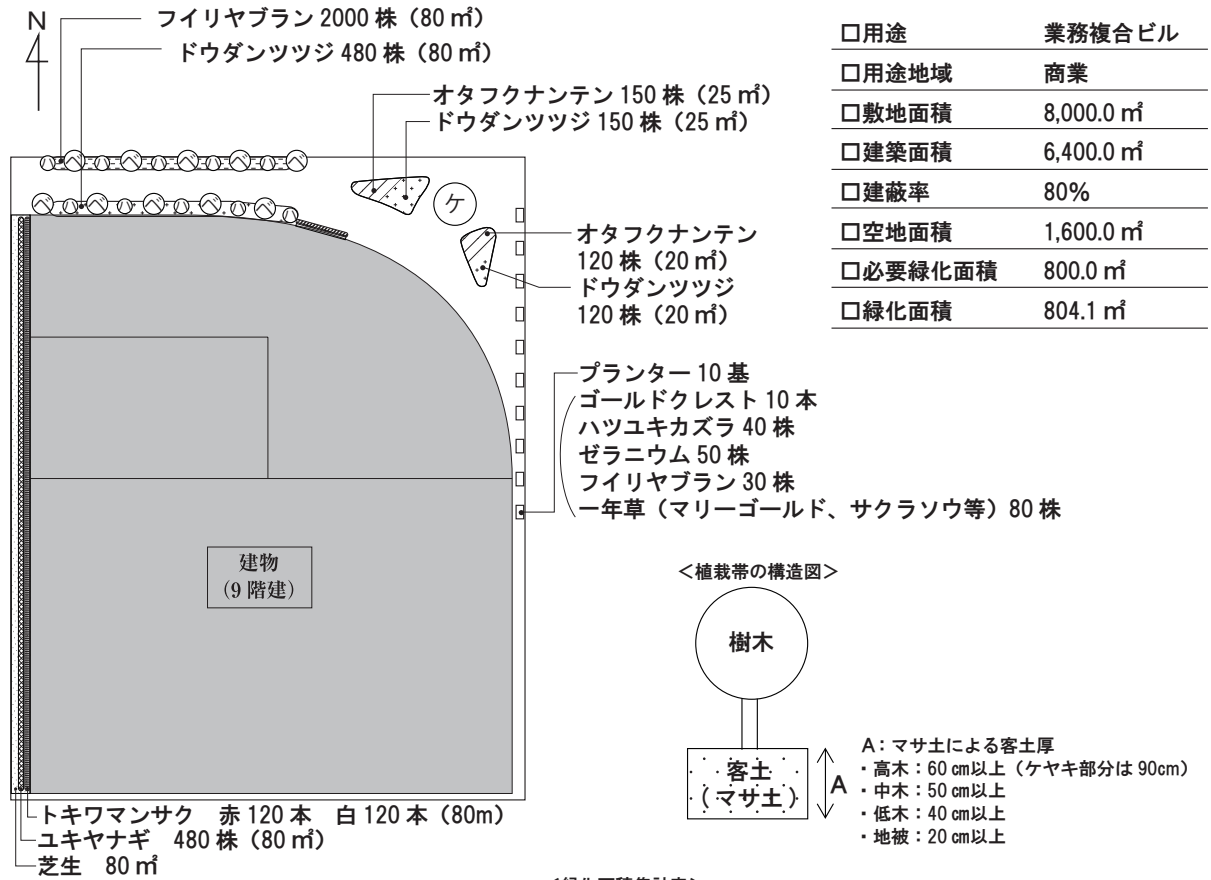 N
フイリヤブラン 2000 株（80 ㎡）
ドウダンツツジ 480 株（80 ㎡）
オタフクナンテン 150 株（25 ㎡）
ドウダンツツジ 150 株（25 ㎡）
ケ
オタフクナンテン
120 株（20 ㎡）
ドウダンツツジ
120 株（20 ㎡）
プランター 10 基
ゴールドクレスト 10 本
ハツユキカズラ 40 株
ゼラニウム 50 株
フイリヤブラン 30 株
一年草（マリーゴールド、サクラソウ等）80 株
建物
（9 階建）
トキワマンサク　赤 120 本　白 120 本（80m）
ユキヤナギ　480 株（80 ㎡）
芝生　80 ㎡
口用途　業務複合ビル
口用途地域　商業
口敷地面積　8,000.0 ㎡
口建築面積　6,400.0 ㎡
口建蔽率　80%
口空地面積　1,600.0 ㎡
口必要緑化面積　800.0 ㎡
口緑化面積　804.1 ㎡
＜植栽帯の構造図＞
樹木
客土
（マサ土）
A
A：マサ土による客土厚
・高木：60 ㎝以上（ケヤキ部分は 90cm）
・中木：50 ㎝以上
・低木：40 ㎝以上
・地被：20 ㎝以上